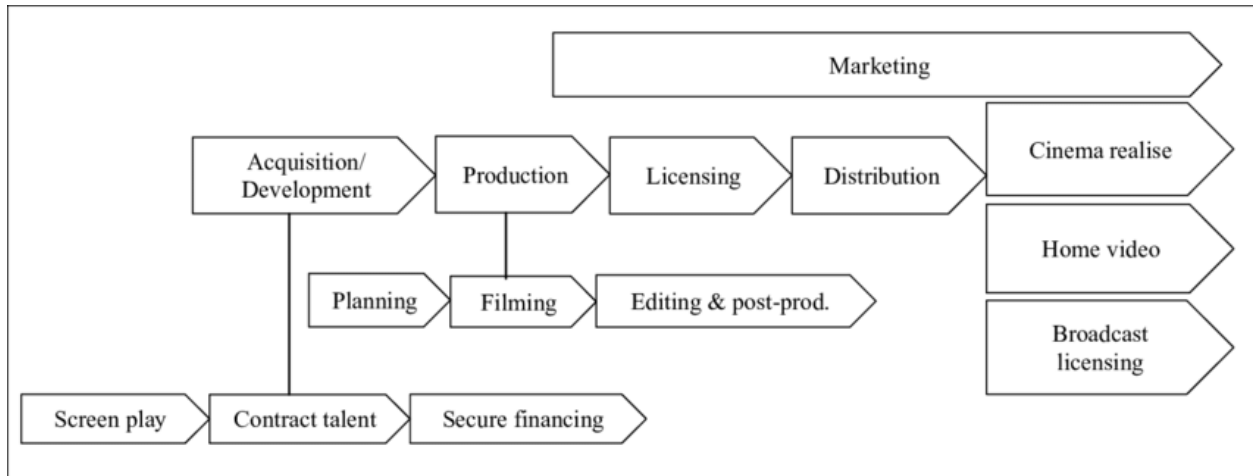 Marketing
Acquisition/
Development
Production
Licensing
Distribution
Cinema realise
Home video
Broadcast
licensing
Planning
Filming
Editing & post-prod.
Screen play
Contract talent
Secure financing